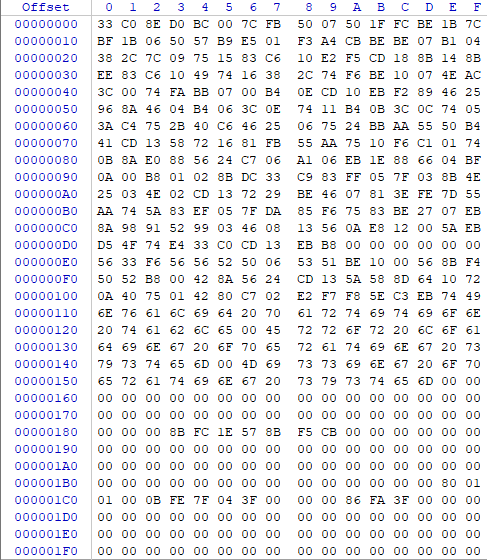 Offset 0 1 2 3 4 5 6 7 8 9 A B C D E F
00000000 33 C0 8E D0 BC 00 7C FB 50 07 50 1F FC BE 1B 7C
00000010 BF 1B 06 50 57 B9 E5 01 F3 A4 CB BE BE 07 B1 04
00000020 38 2C 7C 09 75 15 83 C6 10 E2 F5 CD 18 8B 14 8B
00000030 EE 83 C6 10 49 74 16 38 2C 74 F6 BE 10 07 4E AC
00000040 3C 00 74 FA BB 07 00 B4 0E CD 10 EB F2 89 46 25
00000050 96 8A 46 04 B4 06 3C 0E 74 11 B4 0B 3C 0C 74 05
00000060 3A C4 75 2B 40 C6 46 25 06 75 24 BB AA 55 50 B4
00000070 41 CD 13 58 72 16 81 FB 55 AA 75 10 F6 C1 01 74
00000080 0B 8A E0 88 56 24 C7 06 A1 06 EB 1E 88 66 04 BF
00000090 0A 00 B8 01 02 8B DC 33 C9 83 FF 05 7F 03 8B 4E
000000A0 25 03 4E 02 CD 13 72 29 BE 46 07 81 3E FE 7D 55
000000B0 AA 74 5A 83 EF 05 7F DA 85 F6 75 83 BE 27 07 EB
000000C0 8A 98 91 52 99 03 46 08 13 56 0A E8 12 00 5A EB
000000D0 D5 4F 74 E4 33 C0 CD 13 EB B8 00 00 00 00 00 00
000000E0 56 33 F6 56 56 52 50 06 53 51 BE 10 00 56 8B F4
000000F0 50 52 B8 00 42 8A 56 24 CD 13 5A 58 8D 64 10 72
00000100 0A 40 75 01 42 80 C7 02 E2 F7 F8 5E C3 EB 74 49
00000110 6E 76 61 6C 69 64 20 70 61 72 74 69 74 69 6F 6E
00000120 20 74 61 62 6C 65 00 45 72 72 6F 72 20 6C 6F 61
00000130 64 69 6E 67 20 6F 70 65 72 61 74 69 6E 67 20 73
00000140 79 73 74 65 6D 00 4D 69 73 73 69 6E 67 20 6F 70
00000150 65 72 61 74 69 6E 67 20 73 79 73 74 65 6D 00 00
00000160 00 00 00 00 00 00 00 00 00 00 00 00 00 00 00 00
00000170 00 00 00 00 00 00 00 00 00 00 00 00 00 00 00 00
00000180 00 00 00 8B FC 1E 57 8B F5 CB 00 00 00 00 00 00
00000190 00 00 00 00 00 00 00 00 00 00 00 00 00 00 00 00
000001A0 00 00 00 00 00 00 00 00 00 00 00 00 00 00 00 00
000001B0 00 00 00 00 00 00 00 00 00 00 00 00 00 00 80 01
000001C0 01 00 0B FE 7F 04 3F 00 00 00 86 FA 3F 00 00 00
000001D0 00 00 00 00 00 00 00 00 00 00 00 00 00 00 00 00
000001E0 00 00 00 00 00 00 00 00 00 00 00 00 00 00 00 00
000001F0 00 00 00 00 00 00 00 00 00 00 00 00 00 00 00 00